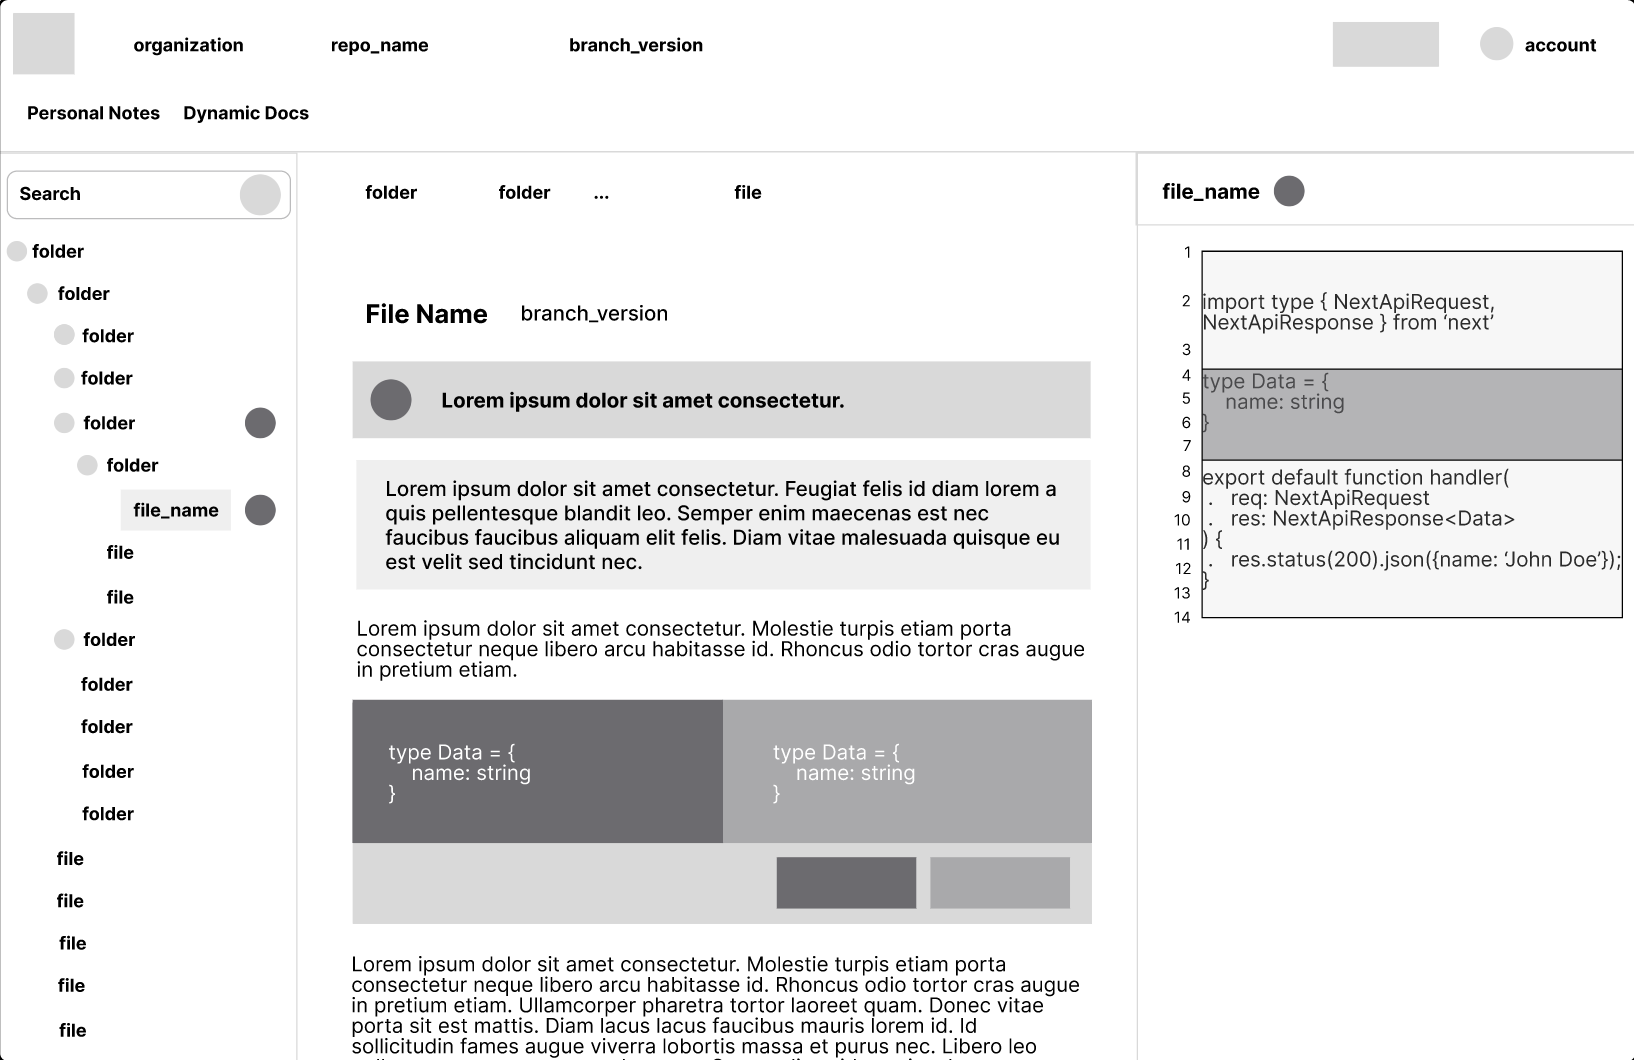 organization repo_name branch_version account
Personal Notes Dynamic Docs
Search
folder
folder
folder
folder
folder
folder
file_name
file
file
folder
folder
folder
folder
folder
file
file
file
file
file
folder folder ... file
File Name branch_version
Lorem ipsum dolor sit amet consectetur.
Lorem ipsum dolor sit amet consectetur. Feugiat felis id diam lorem a
quis pellentesque blandit leo. Semper enim maecenas est nec
faucibus faucibus aliquam elit felis. Diam vitae malesuada quisque eu
est velit sed tincidunt nec.
Lorem ipsum dolor sit amet consectetur. Molestie turpis etiam porta
consectetur neque libero arcu habitasse id. Rhoncus odio tortor cras augue
in pretium etiam.
type Data = {
name: string
}
type Data = {
name: string
}
Lorem ipsum dolor sit amet consectetur. Molestie turpis etiam porta
consectetur neque libero arcu habitasse id. Rhoncus odio tortor cras augue
in pretium etiam. Ullamcorper pharetra tortor laoreet quam. Donec vitae
porta sit est mattis. Diam lacus lacus faucibus mauris lorem id. Id
sollicitudin fames augue viverra lobortis massa et purus nec. Libero leo
file_name
1
2 import type { NextApiRequest,
NextApiResponse } from ‘next’
3
4 type Data = {
5 name: string
6 }
7
8 export default function handler(
9 . req: NextApiRequest
10 . res: NextApiResponse<Data>
11 ) {
12 . res.status(200).json({name: ‘John Doe’});
13 }
14